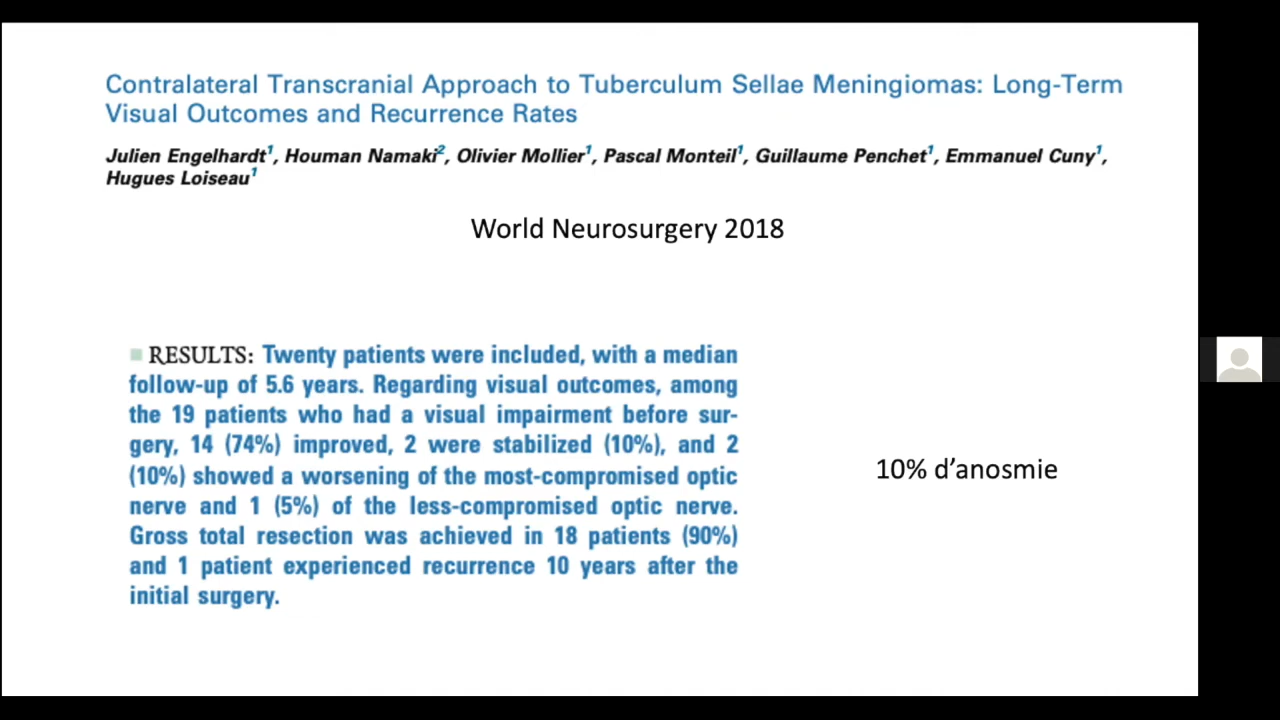 Contralateral Transcranial Approach to Tuberculum Sellae Meningiomas: Long-Term
Visual Outcomes and Recurrence Rates
Julien Engelhardt¹, Houman Namaki², Olivier Mollier¹, Pascal Monteil¹, Guillaume Penchet¹, Emmanuel Cuny¹,
Hugues Loiseau¹
World Neurosurgery 2018
RESULTS: Twenty patients were included, with a median
follow-up of 5.6 years. Regarding visual outcomes, among
the 19 patients who had a visual impairment before sur-
gery, 14 (74%) improved, 2 were stabilized (10%), and 2
(10%) showed a worsening of the most-compromised optic
nerve and 1 (5%) of the less-compromised optic nerve.
Gross total resection was achieved in 18 patients (90%)
and 1 patient experienced recurrence 10 years after the
initial surgery.
10% d’anosmie